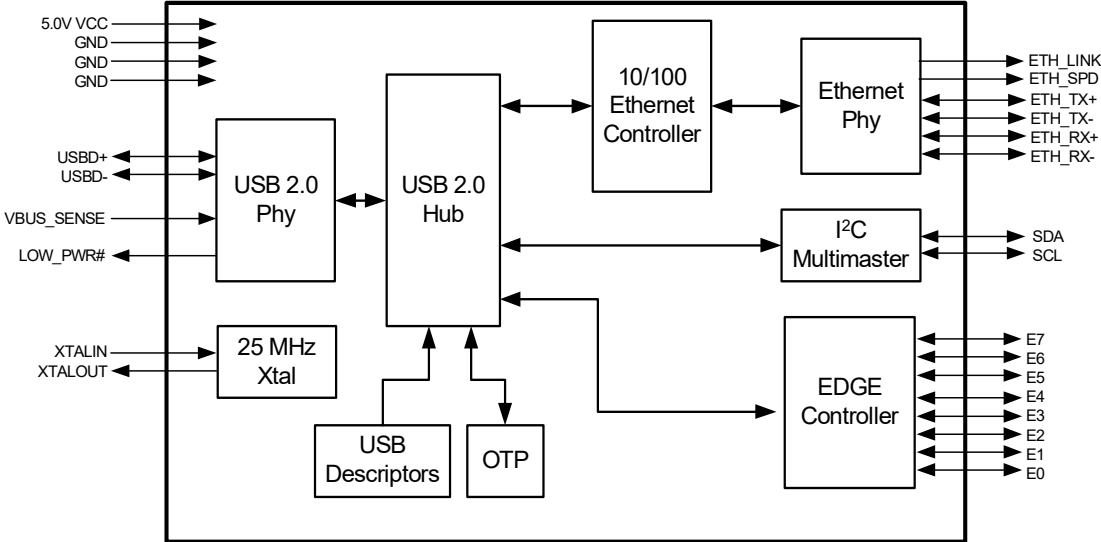 5.0V VCC
GND
GND
GND
USBD+
USBD-
VBUS_SENSE
LOW_PWR#
XTALIN
XTALOUT
USB 2.0
Phy
25 MHz
Xtal
USB 2.0
Hub
USB
Descriptors
OTP
10/100
Ethernet
Controller
Ethernet
Phy
I²C
Multimaster
EDGE
Controller
ETH_LINK
ETH_SPD
ETH_TX+
ETH_TX-
ETH_RX+
ETH_RX-
SDA
SCL
E7
E6
E5
E4
E3
E2
E1
E0